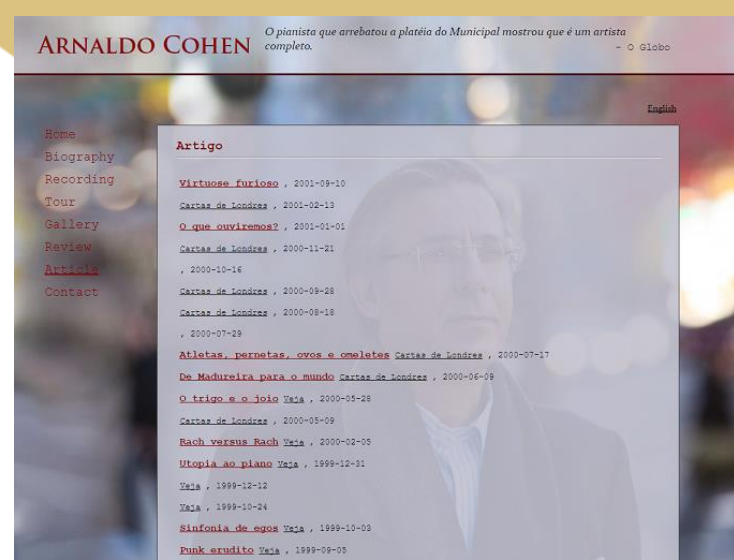 ARNALDO COHEN
O pianista que arrebatou a platéia do Municipal mostrou que é um artista
completo.
- O Globo
English
Home
Biography
Recording
Tour
Gallery
Review
Article
Contact
Artigo
Virtuose furioso , 2001-09-10
Cartas de Londres , 2001-02-13
O que ouviremos? , 2001-01-01
Cartas de Londres , 2000-11-21
, 2000-10-16
Cartas de Londres , 2000-09-28
Cartas de Londres , 2000-08-18
, 2000-07-29
Atletas, pernetas, ovos e omeletes Cartas de Londres , 2000-07-17
De Madureira para o mundo Cartas de Londres , 2000-06-09
O trigo e o joio Veja , 2000-05-28
Cartas de Londres , 2000-05-09
Rach versus Rach Veja , 2000-02-05
Utopia ao piano Veja , 1999-12-31
Veja , 1999-12-12
Veja , 1999-10-24
Sinfonia de egos Veja , 1999-10-03
Punk erudito Veja , 1999-09-05